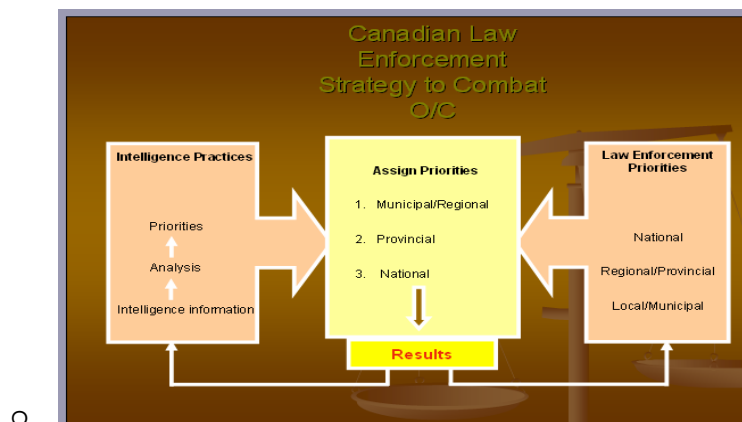 Canadian Law
Enforcement
Strategy to Combat
O/C
Intelligence Practices
Priorities
Analysis
Intelligence information
Assign Priorities
1. Municipal/Regional
2. Provincial
3. National
Results
Law Enforcement
Priorities
National
Regional/Provincial
Local/Municipal